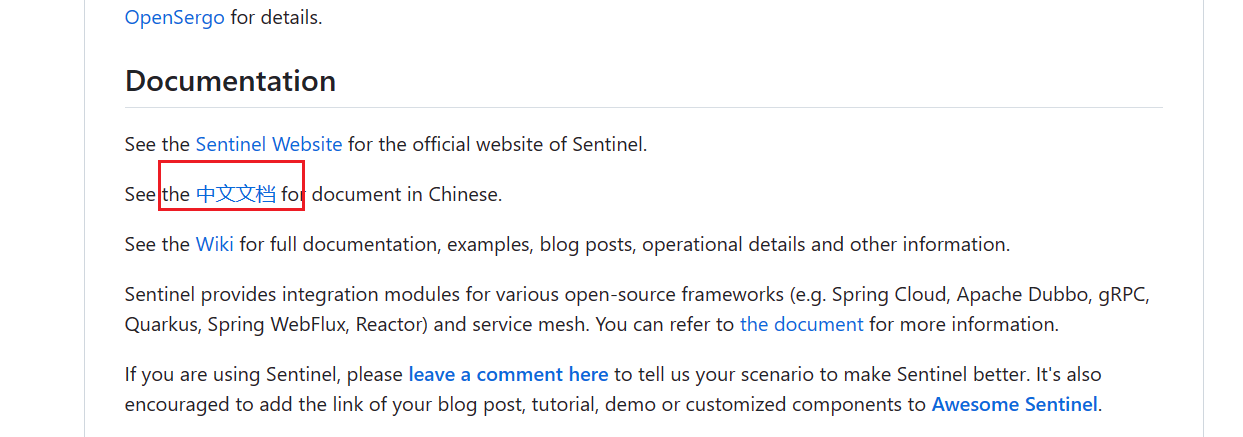 OpenSergo for details.
Documentation
See the Sentinel Website for the official website of Sentinel.
See the 中文文档 for document in Chinese.
See the Wiki for full documentation, examples, blog posts, operational details and other information.
Sentinel provides integration modules for various open-source frameworks (e.g. Spring Cloud, Apache Dubbo, gRPC,
Quarkus, Spring WebFlux, Reactor) and service mesh. You can refer to the document for more information.
If you are using Sentinel, please leave a comment here to tell us your scenario to make Sentinel better. It's also
encouraged to add the link of your blog post, tutorial, demo or customized components to Awesome Sentinel.